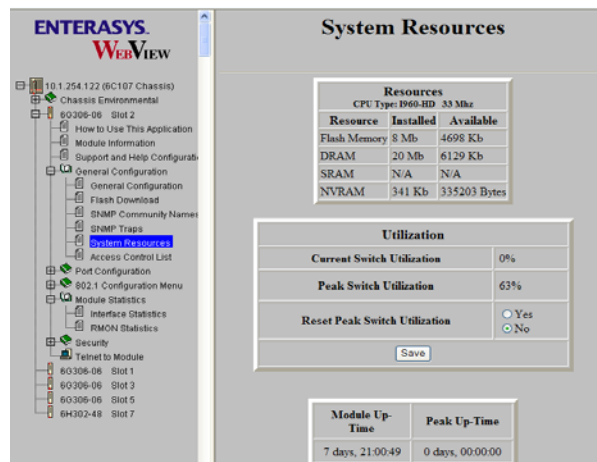 ENTERASYS.
WEBVIEW
10.1.254.122 (6C107 Chassis)
Chassis Environmental
6G306-06 Slot 2
How to Use This Application
Module Information
Support and Help Configurati
General Configuration
General Configuration
Flash Download
SNMP Community Names
SNMP Traps
System Resources
Access Control List
Port Configuration
802.1 Configuration Menu
Module Statistics
Interface Statistics
RMON Statistics
Security
Telnet to Module
6G306-06 Slot 1
6G306-06 Slot 3
6G306-06 Slot 5
6H302-48 Slot 7
System Resources
Resources
CPU Type: I960-HD 33 Mhz
Resource Installed Available
Flash Memory 8 Mb 4698 Kb
DRAM 20 Mb 6129 Kb
SRAM N/A N/A
NVRAM 341 Kb 335203 Bytes
Utilization
Current Switch Utilization 0%
Peak Switch Utilization 63%
Reset Peak Switch Utilization Yes
No
Save
Module Up-Time Peak Up-Time
7 days, 21:00:49 0 days, 00:00:00